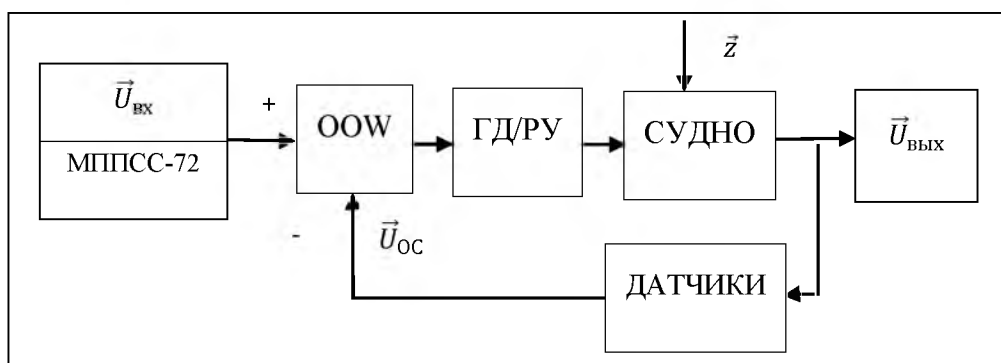 z⃗
U⃗вх
МППСС-72
+
OOW
ГД/РУ
СУДНО
U⃗вых
-
U⃗ОС
ДАТЧИКИ